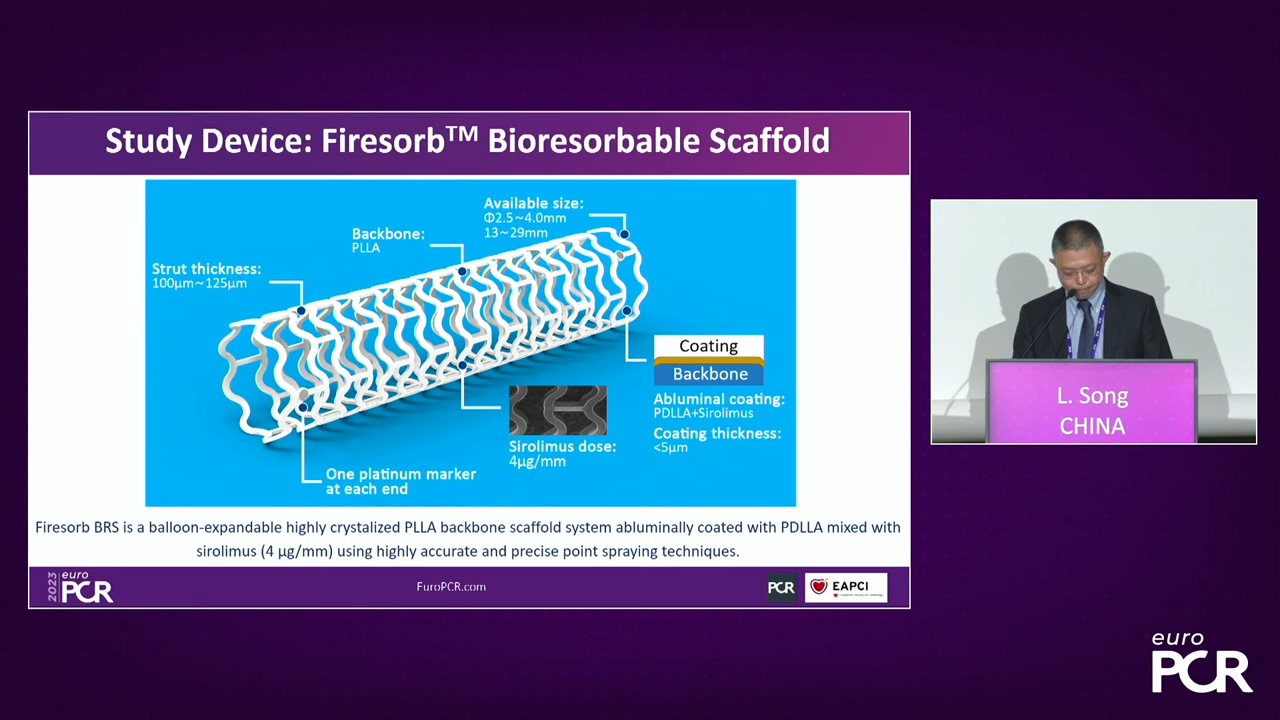 Study Device: Firesorb™ Bioresorbable Scaffold
Available size:
Φ2.5~4.0mm
13~29mm
Backbone:
PLLA
Strut thickness:
100μm~125μm
Coating
Backbone
Abluminal coating:
PDLLA+Sirolimus
Coating thickness:
<5μm
Sirolimus dose:
4μg/mm
One platinum marker
at each end
Firesorb BRS is a balloon-expandable highly crystalized PLLA backbone scaffold system abluminally coated with PDLLA mixed with
sirolimus (4 μg/mm) using highly accurate and precise point spraying techniques.
2023 euro
PCR
EuroPCR.com
PCR
EAPCI
L. Song
CHINA
euro
PCR